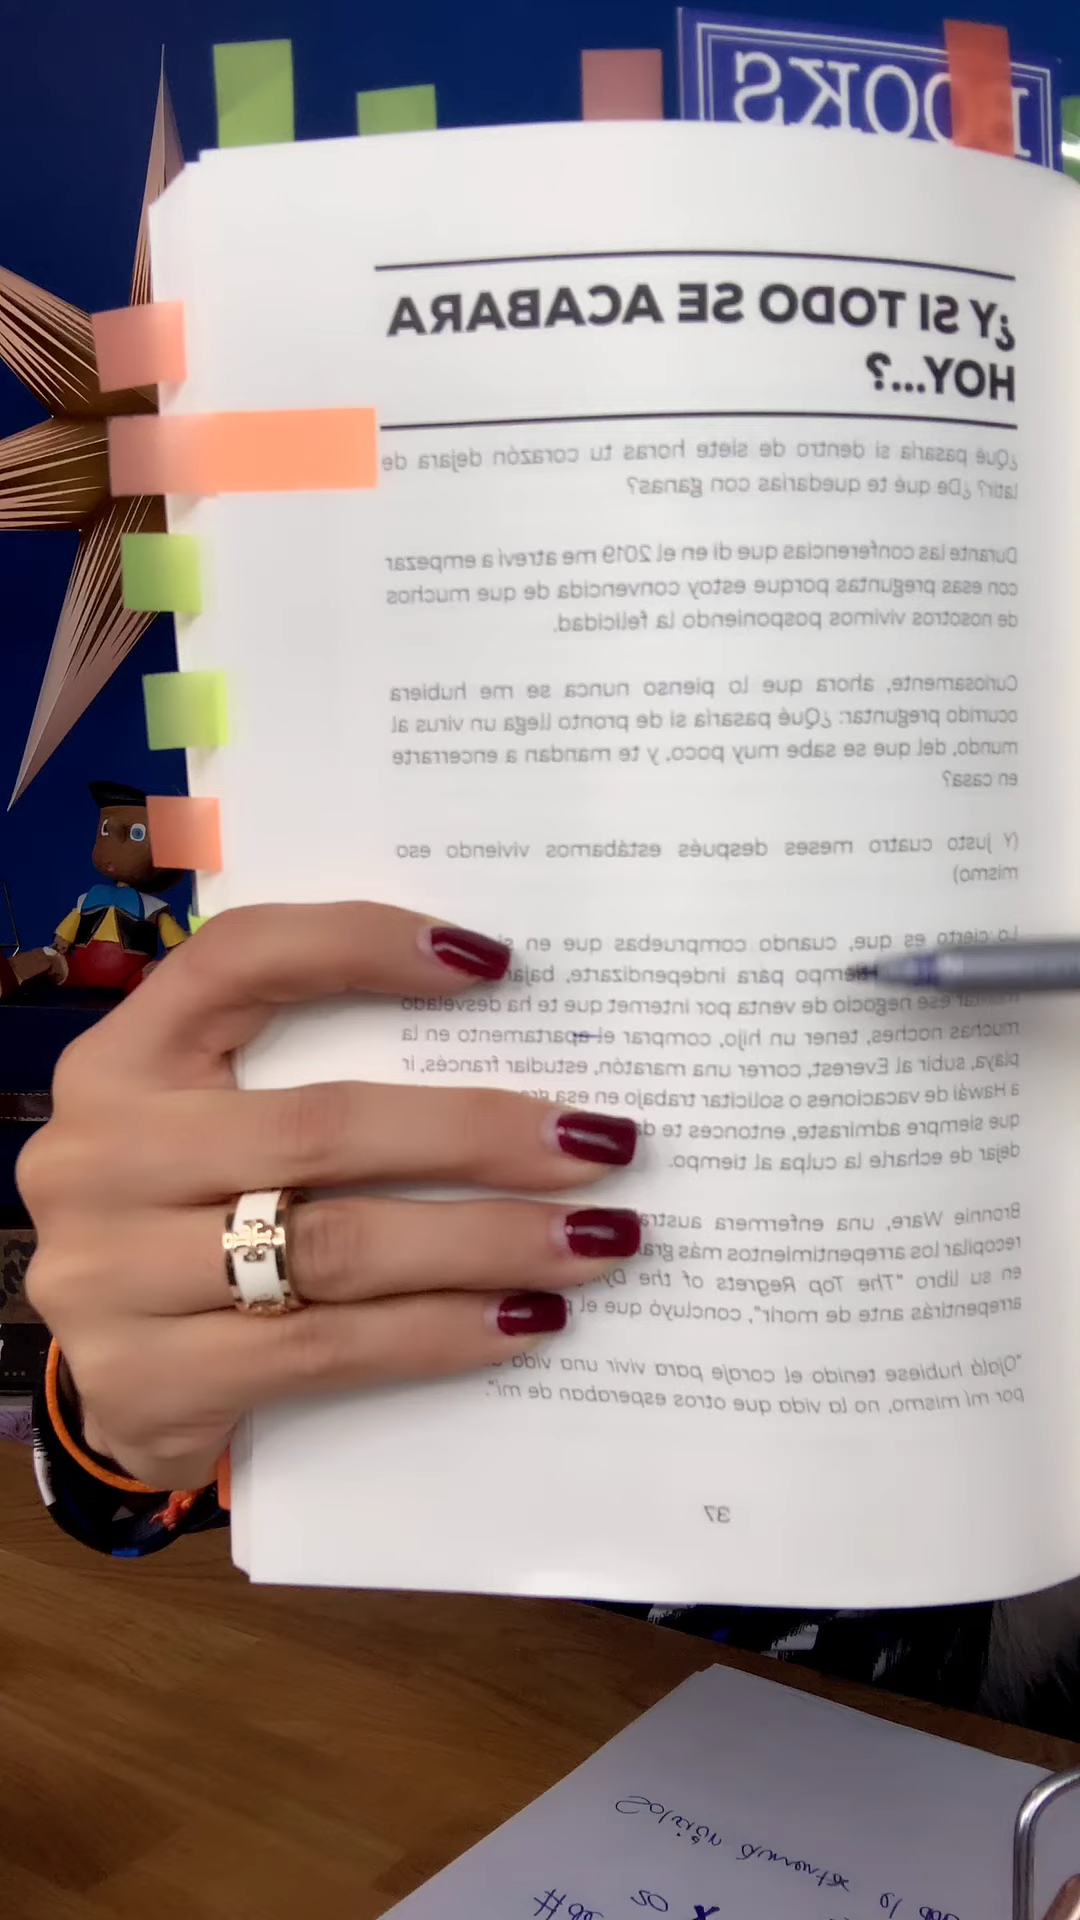 BOOKS
¿Y SI TODO SE ACABARA
HOY...?
¿Qué pasaría si dentro de siete horas tu corazón dejara de
latir? ¿De qué te quedarías con ganas?
Durante las conferencias que di en el 2019 me atreví a empezar
con esas preguntas porque estoy convencida de que muchos
de nosotros vivimos posponiendo la felicidad.
Curiosamente, ahora que lo pienso nunca se me hubiera
ocurrido preguntar: ¿Qué pasaría si de pronto llega un virus al
mundo, del que se sabe muy poco, y te mandan a encerrarte
en casa?
(Y justo cuatro meses después estábamos viviendo eso
mismo)
Lo cierto es que, cuando compruebas que en
tiempo para independizarte,
ese negocio de venta por internet que te ha desvelado
muchas noches, tener un hijo, comprar el apartamento en la
playa, subir al Everest, correr una maratón, estudiar francés, ir
a Hawái de vacaciones o solicitar trabajo en esa
que siempre admiraste, entonces te
dejar de echarle la culpa al tiempo.
Bronnie Ware, una enfermera
recopilar los arrepentimientos más
en su libro "The Top Regrets of the
arrepentirás ante de morir", concluyó que el
"Ojalá hubiese tenido el coraje para vivir una vida
por mí mismo, no la vida que otros esperaban de mí".
37